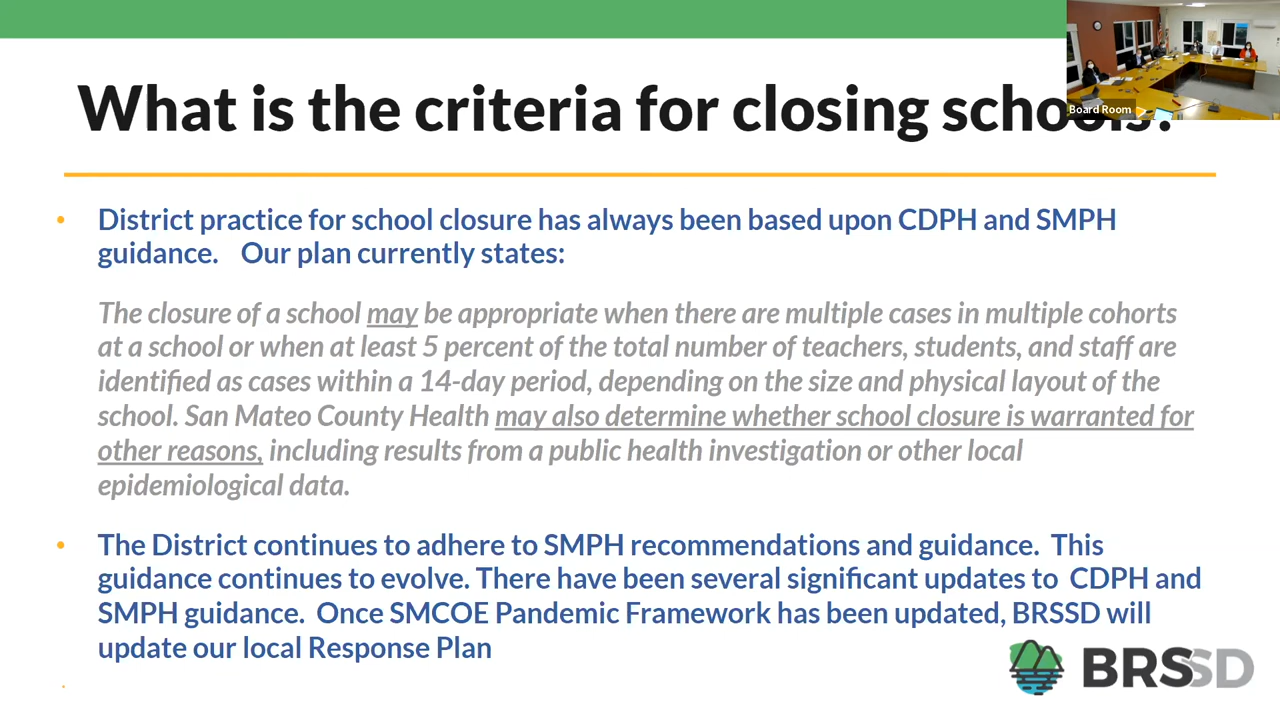 What is the criteria for closing schools?
Board Room
District practice for school closure has always been based upon CDPH and SMPH
guidance. Our plan currently states:
The closure of a school may be appropriate when there are multiple cases in multiple cohorts
at a school or when at least 5 percent of the total number of teachers, students, and staff are
identified as cases within a 14-day period, depending on the size and physical layout of the
school. San Mateo County Health may also determine whether school closure is warranted for
other reasons, including results from a public health investigation or other local
epidemiological data.
The District continues to adhere to SMPH recommendations and guidance. This
guidance continues to evolve. There have been several significant updates to CDPH and
SMPH guidance. Once SMCOE Pandemic Framework has been updated, BRSSD will
update our local Response Plan
BRSSD